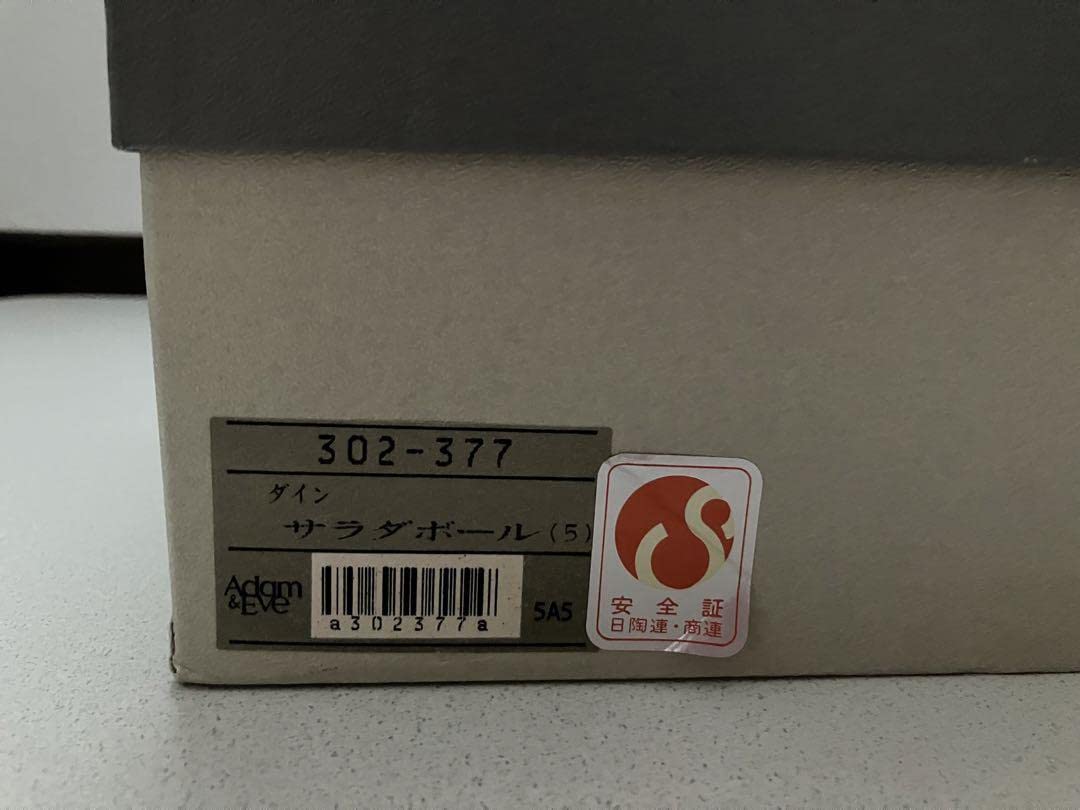 302-377
ダイン
サラダボール(5)
Adam
&Eve
a302377a
5A5
安全証
日陶連・商連